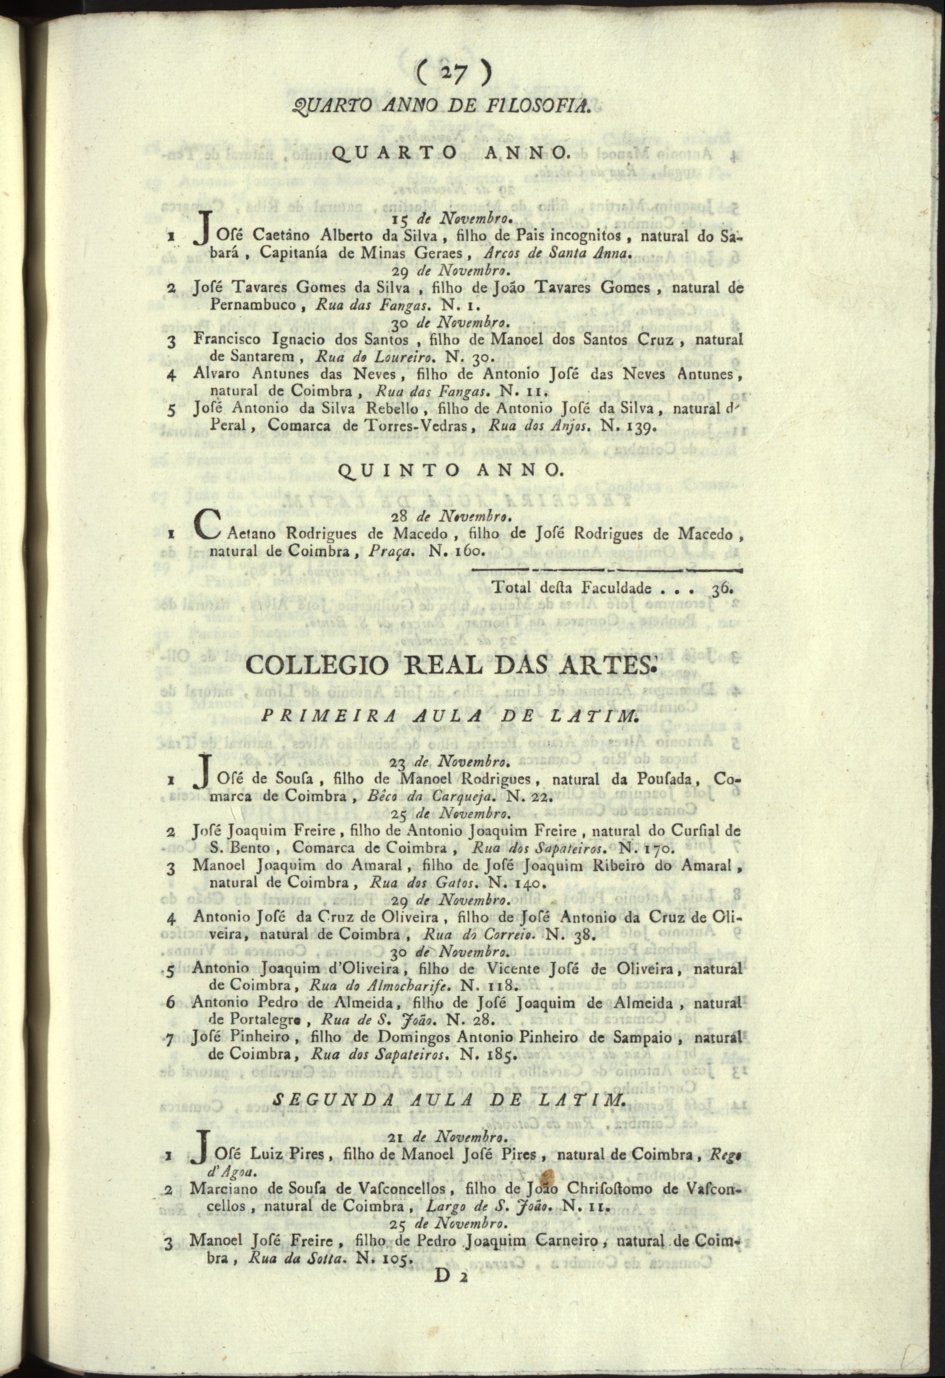 ( 27 )
QUARTO ANNO DE FILOSOFIA.
QUARTO ANNO.
15 de Novembro.
1 JOsé Caetano Alberto da Silva, filho de Pais incognitos, natural do Sa-
bará, Capitanía de Minas Geraes, Arcos de Santa Anna.
29 de Novembro.
2 José Tavares Gomes da Silva, filho de João Tavares Gomes, natural de
Pernambuco, Rua das Fangas. N. 1.
30 de Novembro.
3 Francisco Ignacio dos Santos, filho de Manoel dos Santos Cruz, natural
de Santarem, Rua do Loureiro. N. 30.
4 Alvaro Antunes das Neves, filho de Antonio José das Neves Antunes,
natural de Coimbra, Rua das Fangas. N. 11.
5 José Antonio da Silva Rebello, filho de Antonio José da Silva, natural d'
Peral, Comarca de Torres-Vedras, Rua dos Anjos. N. 139.
QUINTO ANNO.
28 de Novembro.
1 CAetano Rodrigues de Macedo, filho de José Rodrigues de Macedo,
natural de Coimbra, Praça. N. 160.
Total desta Faculdade . . . 36.
COLLEGIO REAL DAS ARTES.
PRIMEIRA AULA DE LATIM.
23 de Novembro.
1 JOsé de Sousa, filho de Manoel Rodrigues, natural da Pousada, Co-
marca de Coimbra, Bêco da Carqueja. N. 22.
25 de Novembro.
2 José Joaquim Freire, filho de Antonio Joaquim Freire, natural do Cursial de
S. Bento, Comarca de Coimbra, Rua dos Sapateiros. N. 170.
3 Manoel Joaquim do Amaral, filho de José Joaquim Ribeiro do Amaral,
natural de Coimbra, Rua dos Gatos. N. 140.
29 de Novembro.
4 Antonio José da Cruz de Oliveira, filho de José Antonio da Cruz de Oli-
veira, natural de Coimbra, Rua do Correio. N. 38.
30 de Novembro.
5 Antonio Joaquim d'Oliveira, filho de Vicente José de Oliveira, natural
de Coimbra, Rua do Almocharife. N. 118.
6 Antonio Pedro de Almeida, filho de José Joaquim de Almeida, natural
de Portalegre, Rua de S. João. N. 28.
7 José Pinheiro, filho de Domingos Antonio Pinheiro de Sampaio, natural
de Coimbra, Rua dos Sapateiros. N. 185.
SEGUNDA AULA DE LATIM.
21 de Novembro.
1 JOsé Luiz Pires, filho de Manoel José Pires, natural de Coimbra, Rego
d'Agoa.
2 Marciano de Sousa de Vasconcellos, filho de João Chrisostomo de Vascon-
cellos, natural de Coimbra, Largo de S. João. N. 11.
25 de Novembro.
3 Manoel José Freire, filho de Pedro Joaquim Carneiro, natural de Coim-
bra, Rua da Sotta. N. 105.
D 2